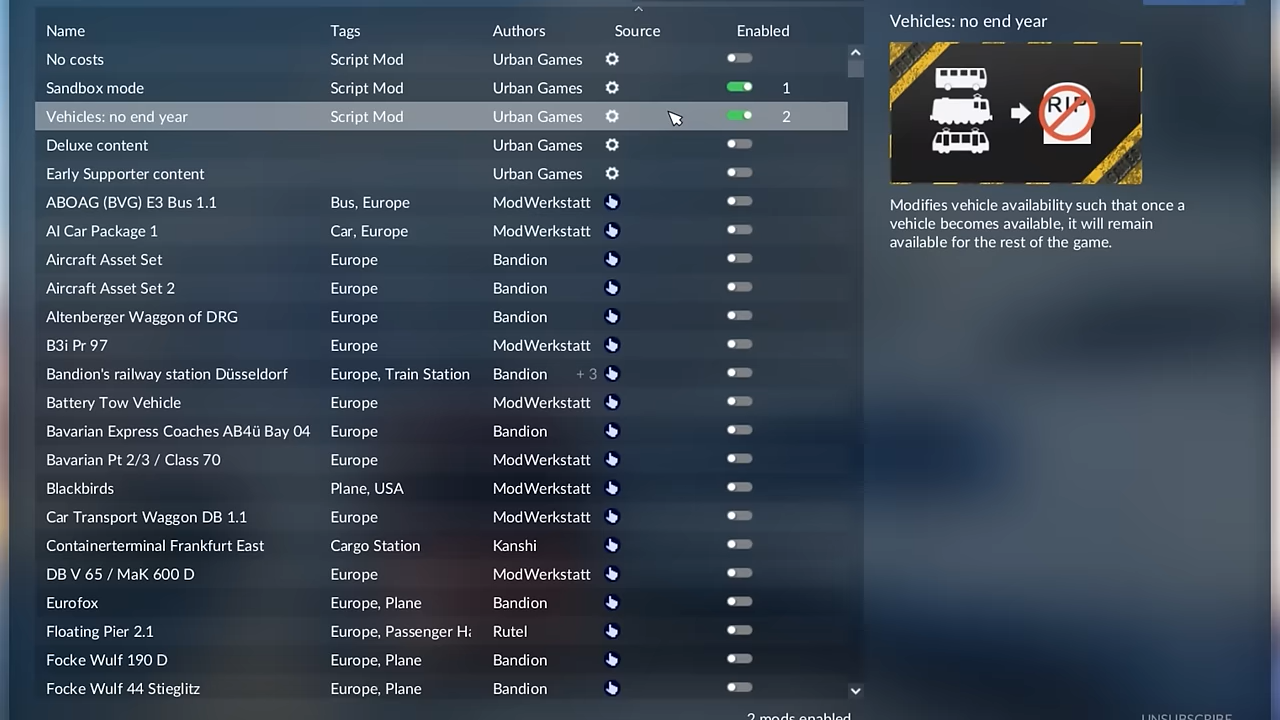 Name Tags Authors Source Enabled
No costs Script Mod Urban Games
Sandbox mode Script Mod Urban Games 1
Vehicles: no end year Script Mod Urban Games 2
Deluxe content Urban Games
Early Supporter content Urban Games
ABOAG (BVG) E3 Bus 1.1 Bus, Europe ModWerkstatt
AI Car Package 1 Car, Europe ModWerkstatt
Aircraft Asset Set Europe Bandion
Aircraft Asset Set 2 Europe Bandion
Altenberger Waggon of DRG Europe Bandion
B3i Pr 97 Europe ModWerkstatt
Bandion's railway station Düsseldorf Europe, Train Station Bandion + 3
Battery Tow Vehicle Europe ModWerkstatt
Bavarian Express Coaches AB4ü Bay 04 Europe Bandion
Bavarian Pt 2/3 / Class 70 Europe ModWerkstatt
Blackbirds Plane, USA ModWerkstatt
Car Transport Waggon DB 1.1 Europe ModWerkstatt
Containerterminal Frankfurt East Cargo Station Kanshi
DB V 65 / MaK 600 D Europe ModWerkstatt
Eurofox Europe, Plane Bandion
Floating Pier 2.1 Europe, Passenger Ha Rutel
Focke Wulf 190 D Europe, Plane Bandion
Focke Wulf 44 Stieglitz Europe, Plane Bandion
2 mods enabled
Vehicles: no end year
RIP
Modifies vehicle availability such that once a
vehicle becomes available, it will remain
available for the rest of the game.
UNSUBSCRIBE